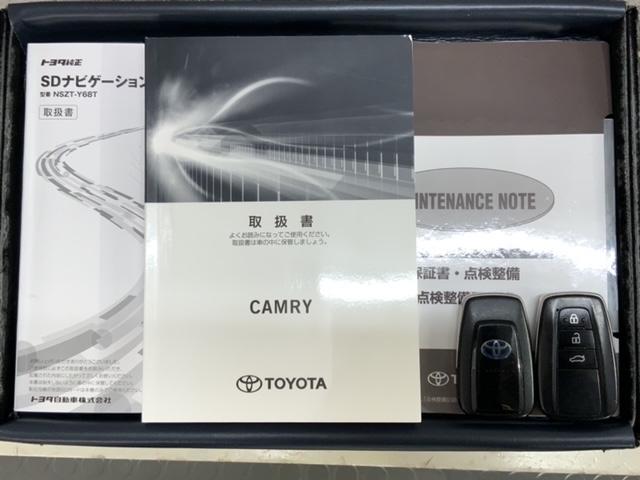 トヨタ純正
SDナビゲーション
型番 NSZT-Y68T
取扱書
トヨタ自動車株式会社
取扱書
よくお読みになってご使用ください。
取扱書は車の中に保管しましょう。
CAMRY
TOYOTA
INTENANCE NOTE
保証書・点検整備
点検整備
TOYO